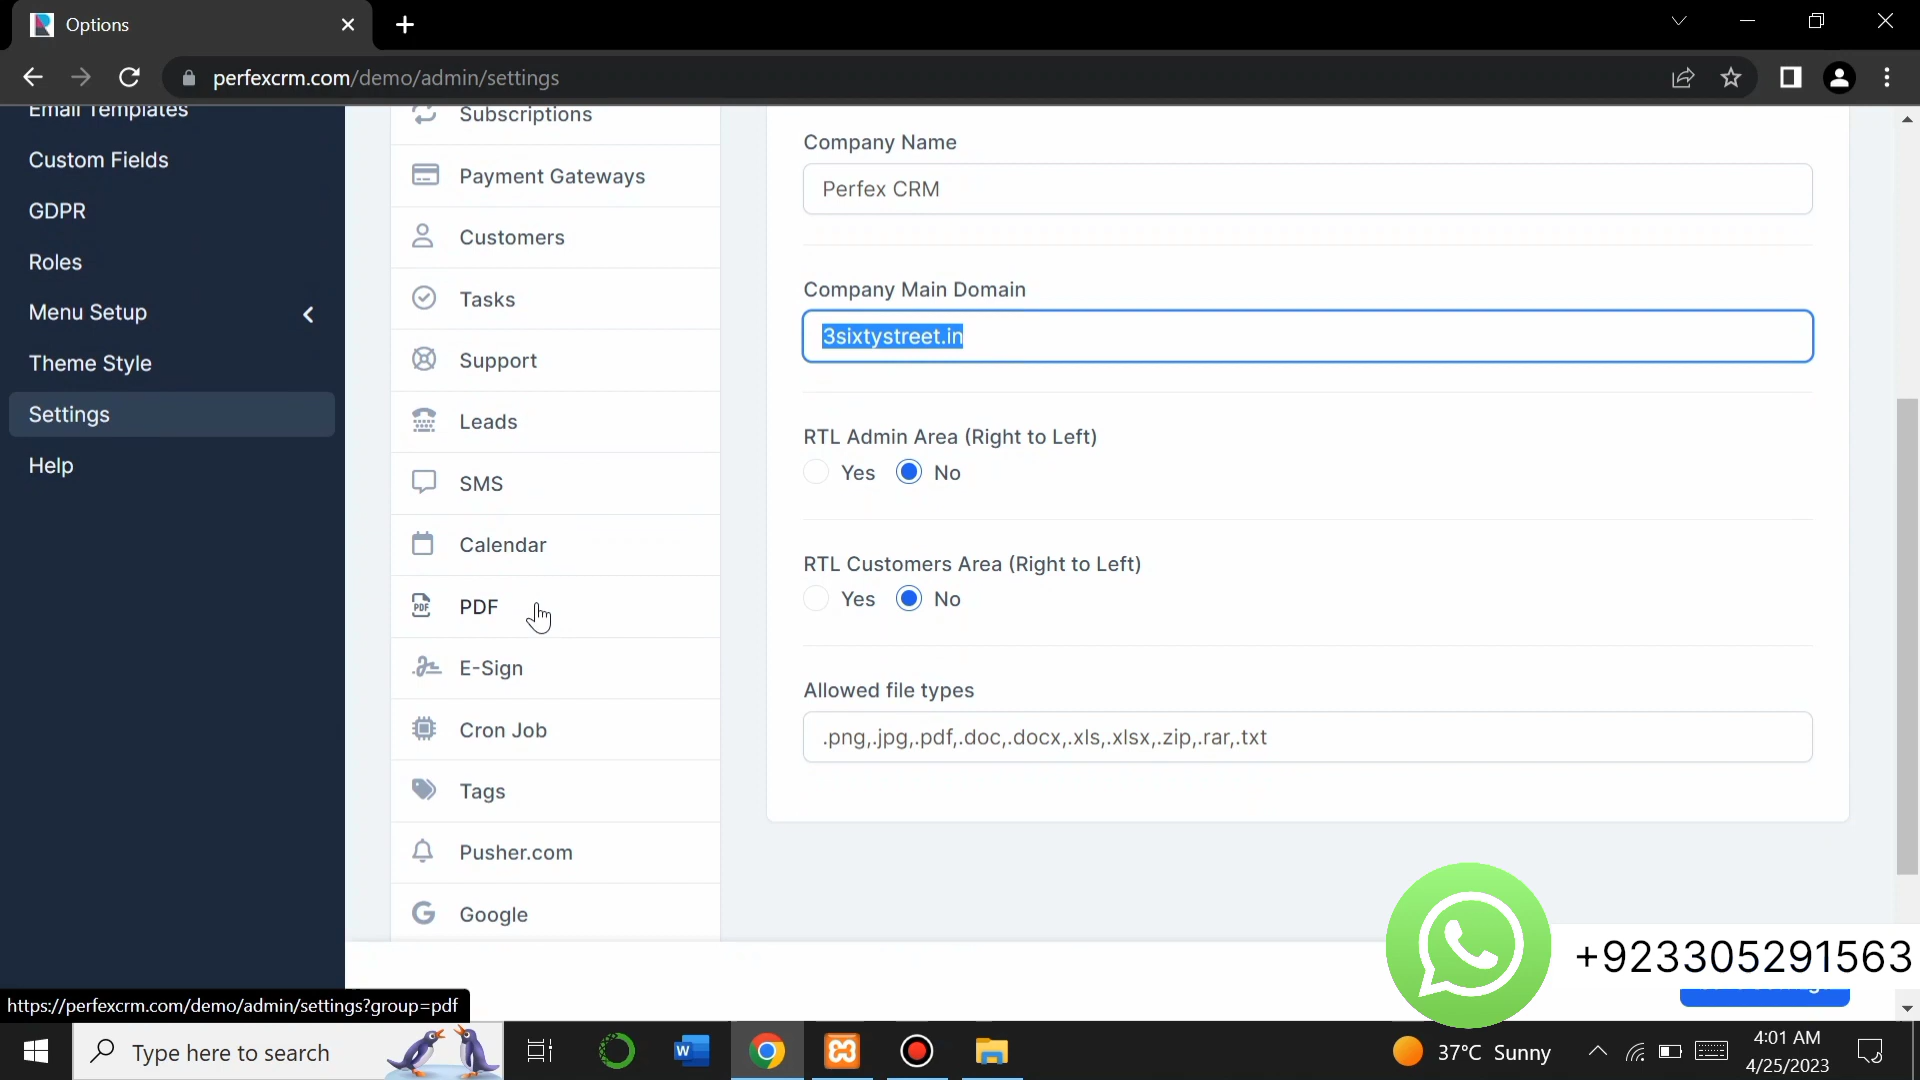 Options
perfexcrm.com/demo/admin/settings
Email Templates
Custom Fields
GDPR
Roles
Menu Setup
Theme Style
Settings
Help
Subscriptions
Payment Gateways
Customers
Tasks
Support
Leads
SMS
Calendar
PDF
PDF
E-Sign
Cron Job
Tags
Pusher.com
Google
Company Name
Perfex CRM
Company Main Domain
3sixtystreet.in
RTL Admin Area (Right to Left)
Yes No
RTL Customers Area (Right to Left)
Yes No
Allowed file types
.png,.jpg,.pdf,.doc,.docx,.xls,.xlsx,.zip,.rar,.txt
+923305291563
https://perfexcrm.com/demo/admin/settings?group=pdf
Type here to search
W
37°C Sunny
4:01 AM
4/25/2023